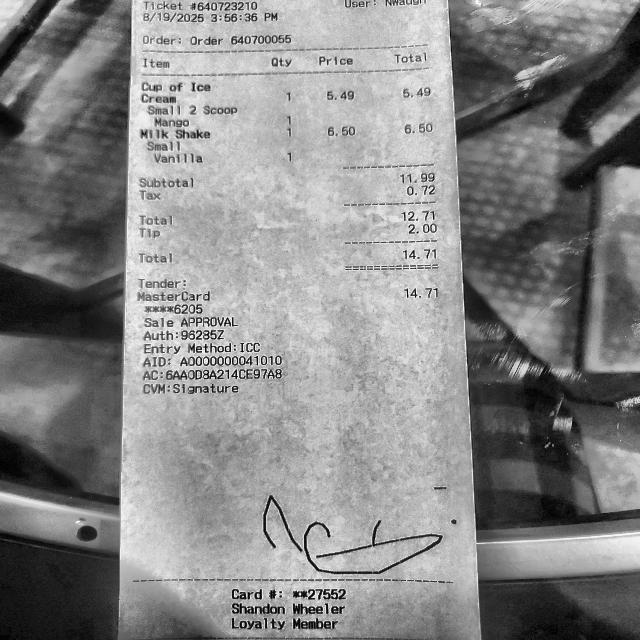 Ticket #640723210 User: NWaugh
8/19/2025 3:56:36 PM
Order: Order 640700055
Item Qty Price Total
Cup of Ice
Cream 1 5.49 5.49
Small 2 Scoop
Mango 1
Milk Shake 1 6.50 6.50
Small
Vanilla 1
Subtotal 11.99
Tax 0.72
Total 12.71
Tip 2.00
Total 14.71
Tender:
MasterCard 14.71
****6205
Sale APPROVAL
Auth:96285Z
Entry Method:ICC
AID: A0000000041010
AC:6AA0D8A214CE97A8
CVM:Signature
Card #: **27552
Shandon Wheeler
Loyalty Member